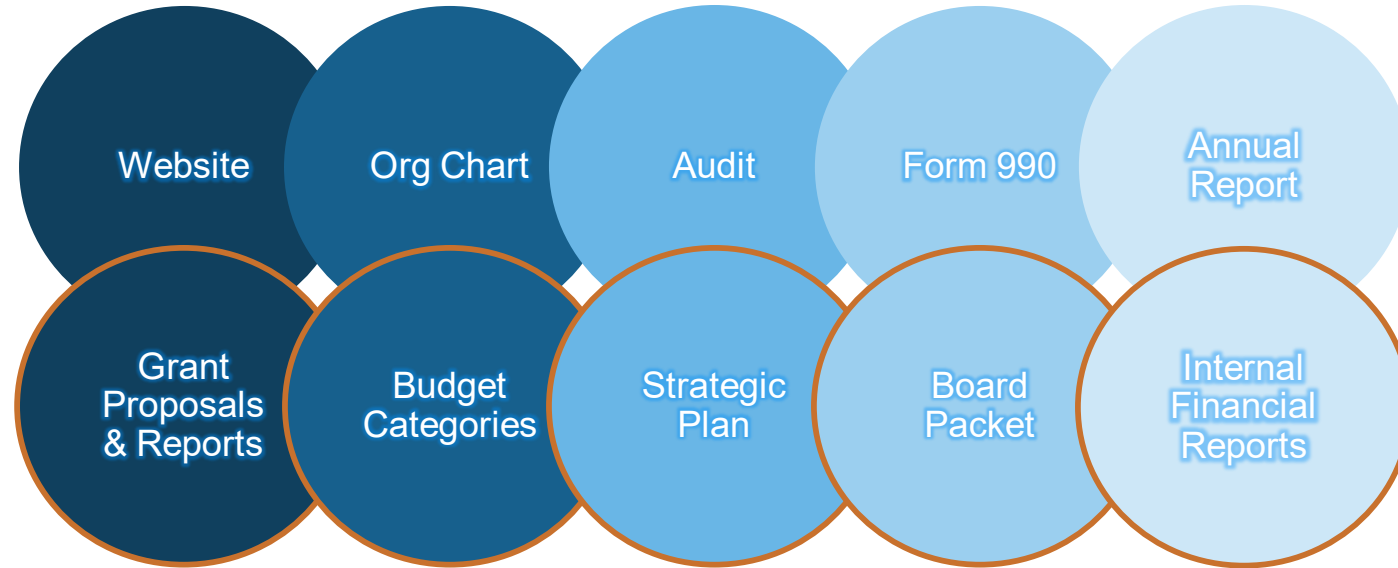 Website
Org Chart
Audit
Form 990
Annual
Report
Grant
Proposals
& Reports
Budget
Categories
Strategic
Plan
Board
Packet
Internal
Financial
Reports